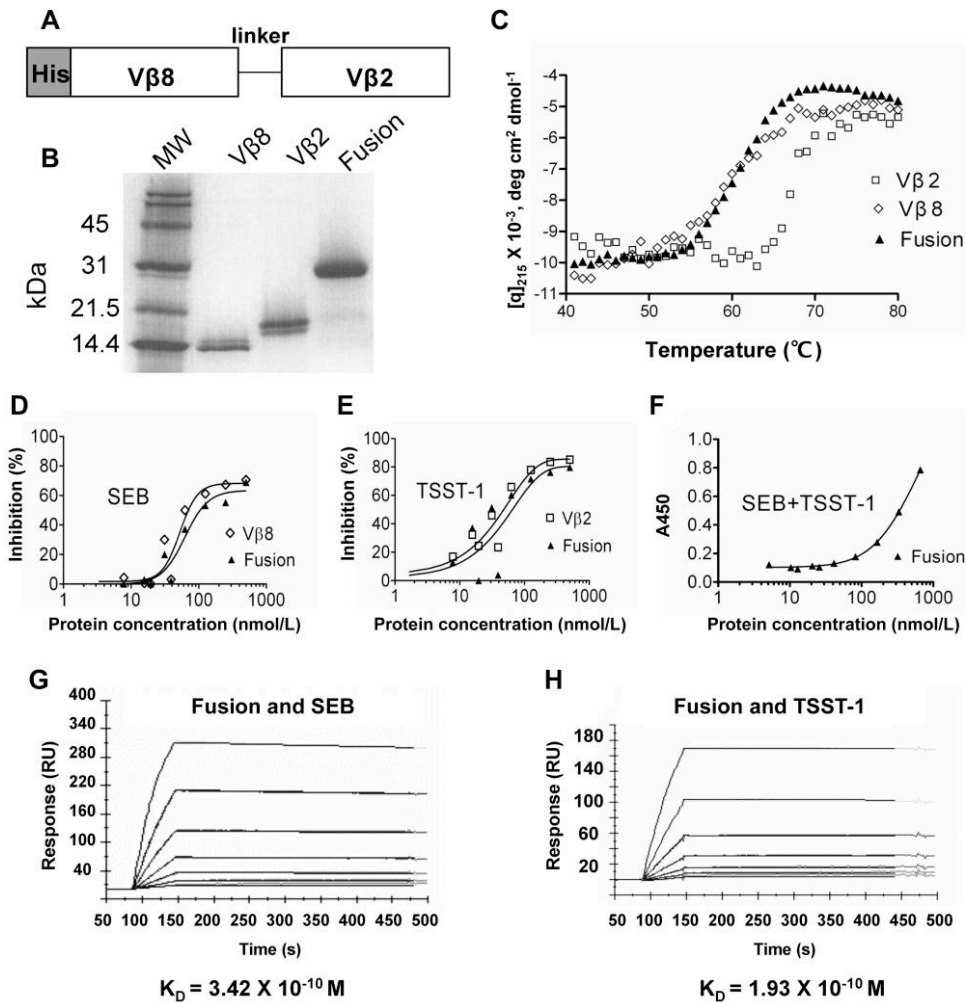 A
linker
His
Vβ8
Vβ2
B
MW
Vβ8
Vβ2
Fusion
kDa
45
31
21.5
14.4
C
[q]215 X 10-3, deg cm2 dmol-1
-4
-5
-6
-7
-8
-9
-10
-11
40 50 60 70 80
Temperature (℃)
Vβ2
Vβ8
Fusion
D
Inhibition (%)
100
80
60
40
20
0
SEB
Vβ8
Fusion
1 10 100 1000
Protein concentration (nmol/L)
E
Inhibition (%)
100
80
60
40
20
0
TSST-1
Vβ2
Fusion
1 10 100 1000
Protein concentration (nmol/L)
F
A450
1.0
0.8
0.6
0.4
0.2
0.0
SEB+TSST-1
Fusion
1 10 100 1000
Protein concentration (nmol/L)
G
Fusion and SEB
Response (RU)
400
340
280
220
160
100
40
50 100 150 200 250 300 350 400 450 500
Time (s)
KD = 3.42 X 10-10 M
H
Fusion and TSST-1
Response (RU)
180
140
100
60
20
50 100 150 200 250 300 350 400 450 500
Time (s)
KD = 1.93 X 10-10 M